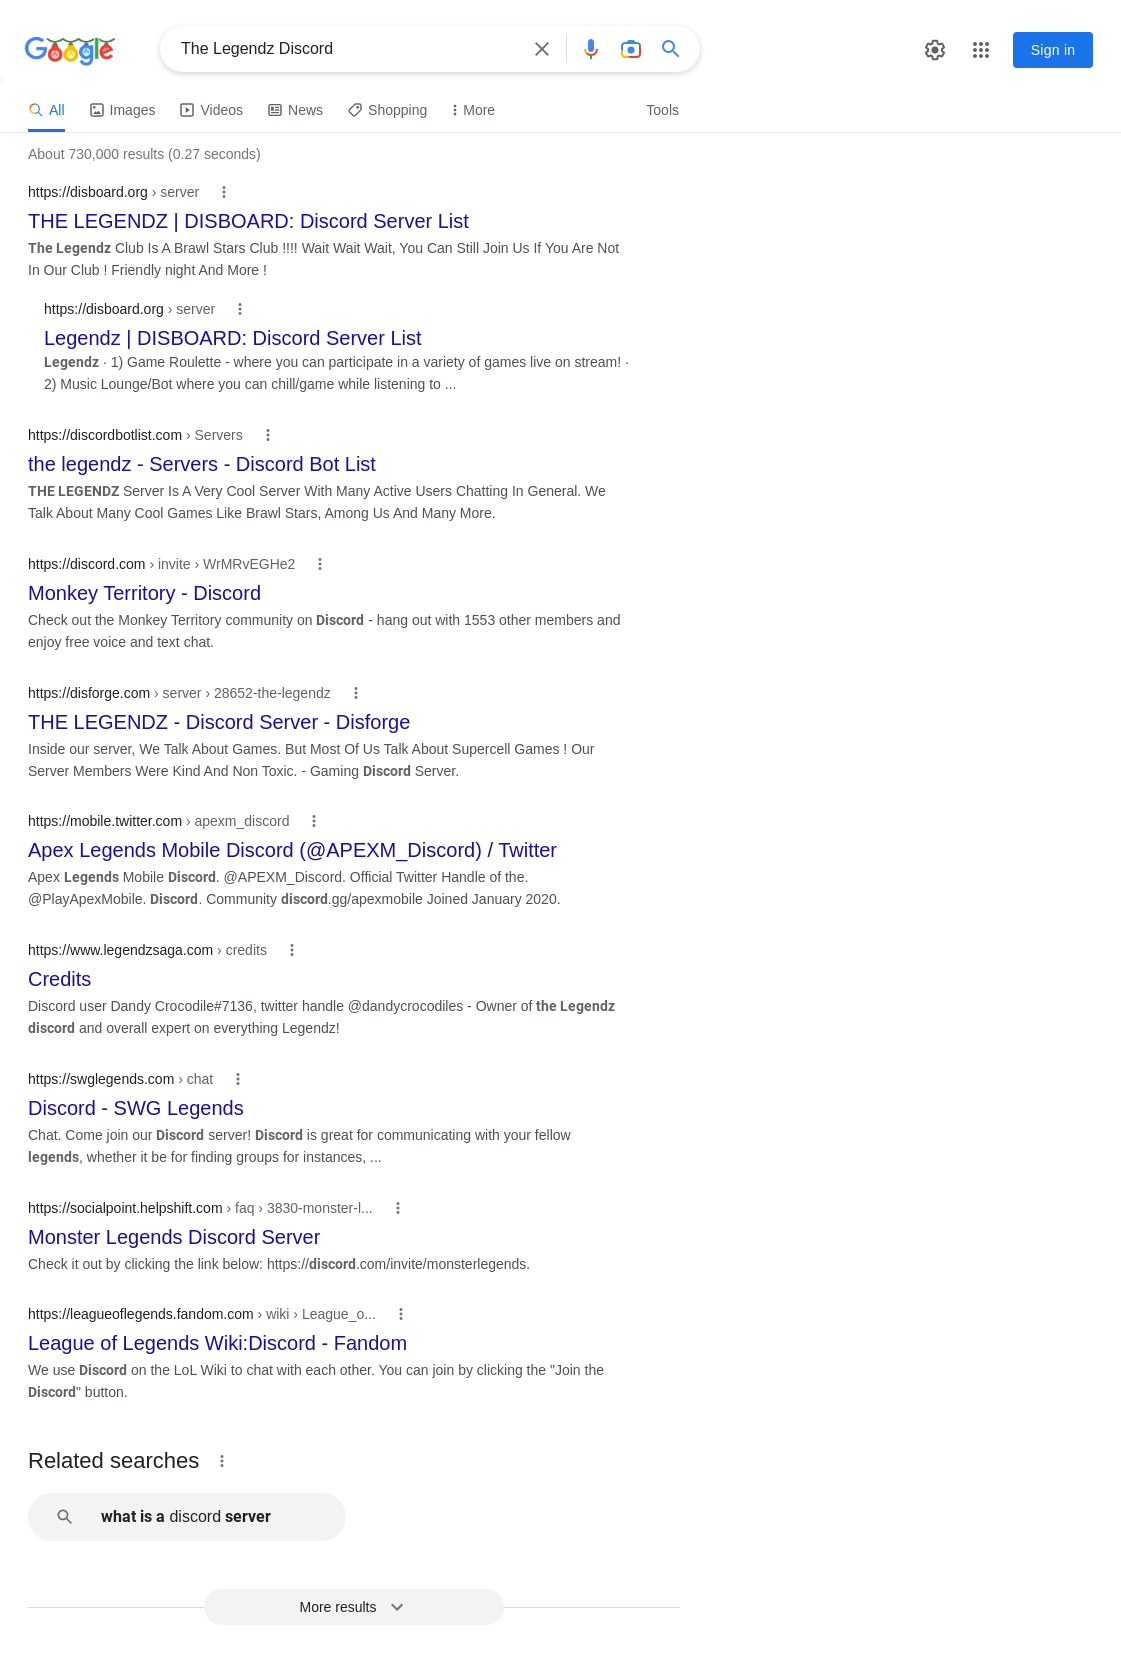 Google
The Legendz Discord
Sign in
All Images Videos News Shopping More Tools
About 730,000 results (0.27 seconds)
https://disboard.org › server
THE LEGENDZ | DISBOARD: Discord Server List
The Legendz Club Is A Brawl Stars Club !!!! Wait Wait Wait, You Can Still Join Us If You Are Not
In Our Club ! Friendly night And More !
https://disboard.org › server
Legendz | DISBOARD: Discord Server List
Legendz · 1) Game Roulette - where you can participate in a variety of games live on stream! ·
2) Music Lounge/Bot where you can chill/game while listening to ...
https://discordbotlist.com › Servers
the legendz - Servers - Discord Bot List
THE LEGENDZ Server Is A Very Cool Server With Many Active Users Chatting In General. We
Talk About Many Cool Games Like Brawl Stars, Among Us And Many More.
https://discord.com › invite › WrMRvEGHe2
Monkey Territory - Discord
Check out the Monkey Territory community on Discord - hang out with 1553 other members and
enjoy free voice and text chat.
https://disforge.com › server › 28652-the-legendz
THE LEGENDZ - Discord Server - Disforge
Inside our server, We Talk About Games. But Most Of Us Talk About Supercell Games ! Our
Server Members Were Kind And Non Toxic. - Gaming Discord Server.
https://mobile.twitter.com › apexm_discord
Apex Legends Mobile Discord (@APEXM_Discord) / Twitter
Apex Legends Mobile Discord. @APEXM_Discord. Official Twitter Handle of the.
@PlayApexMobile. Discord. Community discord.gg/apexmobile Joined January 2020.
https://www.legendzsaga.com › credits
Credits
Discord user Dandy Crocodile#7136, twitter handle @dandycrocodiles - Owner of the Legendz
discord and overall expert on everything Legendz!
https://swglegends.com › chat
Discord - SWG Legends
Chat. Come join our Discord server! Discord is great for communicating with your fellow
legends, whether it be for finding groups for instances, ...
https://socialpoint.helpshift.com › faq › 3830-monster-l...
Monster Legends Discord Server
Check it out by clicking the link below: https://discord.com/invite/monsterlegends.
https://leagueoflegends.fandom.com › wiki › League_o...
League of Legends Wiki:Discord - Fandom
We use Discord on the LoL Wiki to chat with each other. You can join by clicking the "Join the
Discord" button.
Related searches
what is a discord server
More results